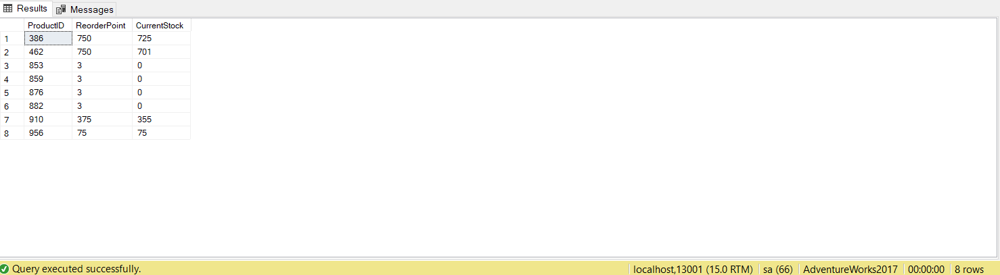 Results Messages
ProductID ReorderPoint CurrentStock
1 386 750 725
2 462 750 701
3 853 3 0
4 859 3 0
5 876 3 0
6 882 3 0
7 910 375 355
8 956 75 75
Query executed successfully. localhost,13001 (15.0 RTM) sa (66) AdventureWorks2017 00:00:00 8 rows